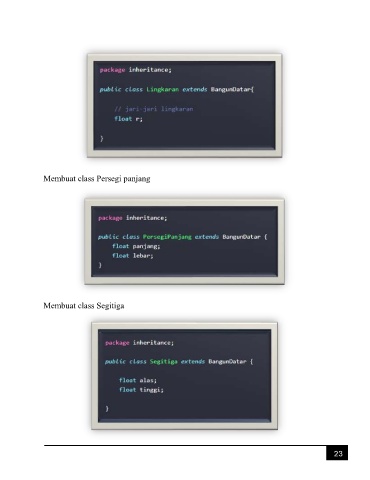 package inheritance;
public class Lingkaran extends BangunDatar{
// jari-jari lingkaran
float r;
}
Membuat class Persegi panjang
package inheritance;
public class PersegiPanjang extends BangunDatar {
float panjang;
float lebar;
}
Membuat class Segitiga
package inheritance;
public class Segitiga extends BangunDatar {
float alas;
float tinggi;
}
23